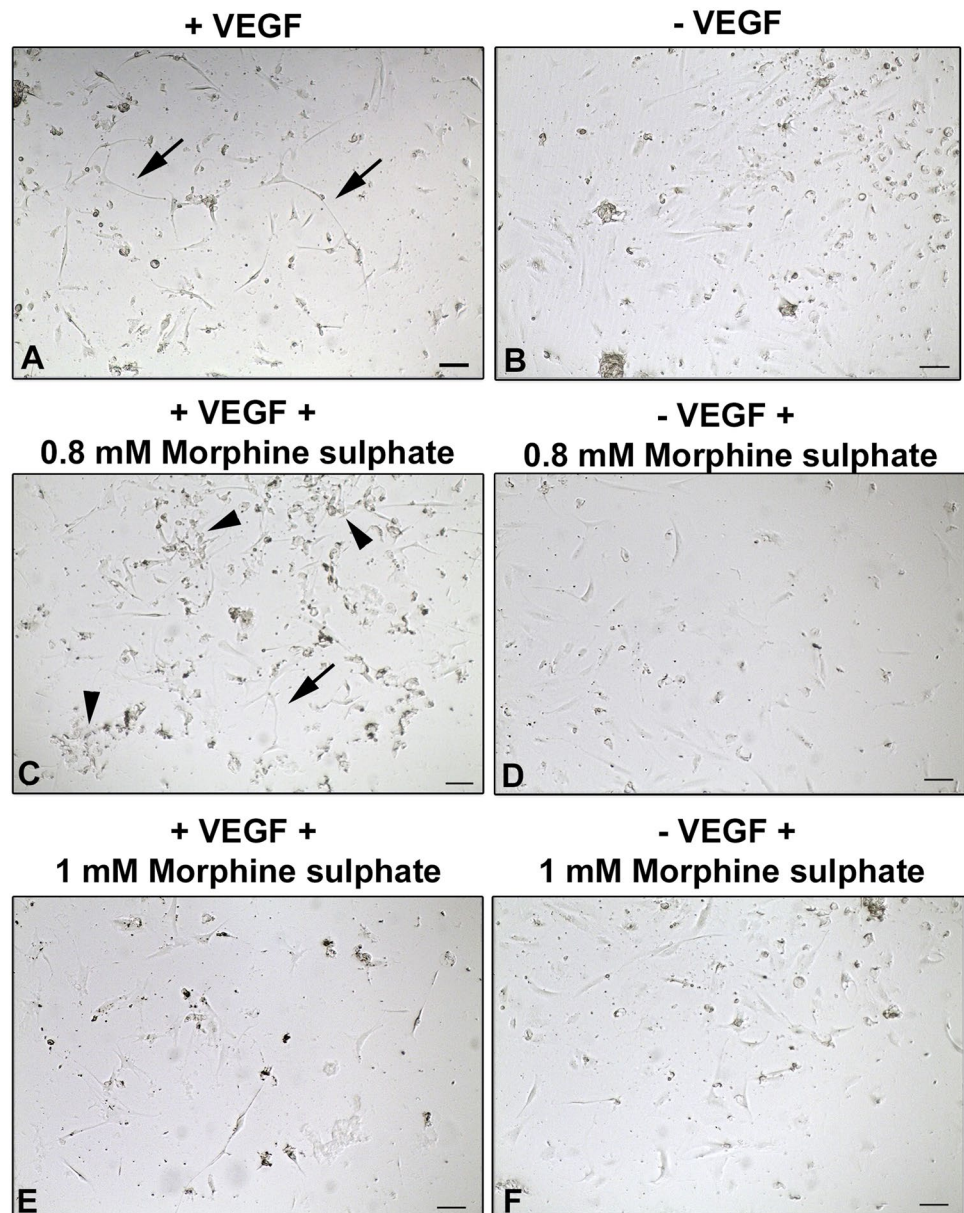 + VEGF
- VEGF
A
B
+ VEGF +
0.8 mM Morphine sulphate
- VEGF +
0.8 mM Morphine sulphate
C
D
+ VEGF +
1 mM Morphine sulphate
- VEGF +
1 mM Morphine sulphate
E
F